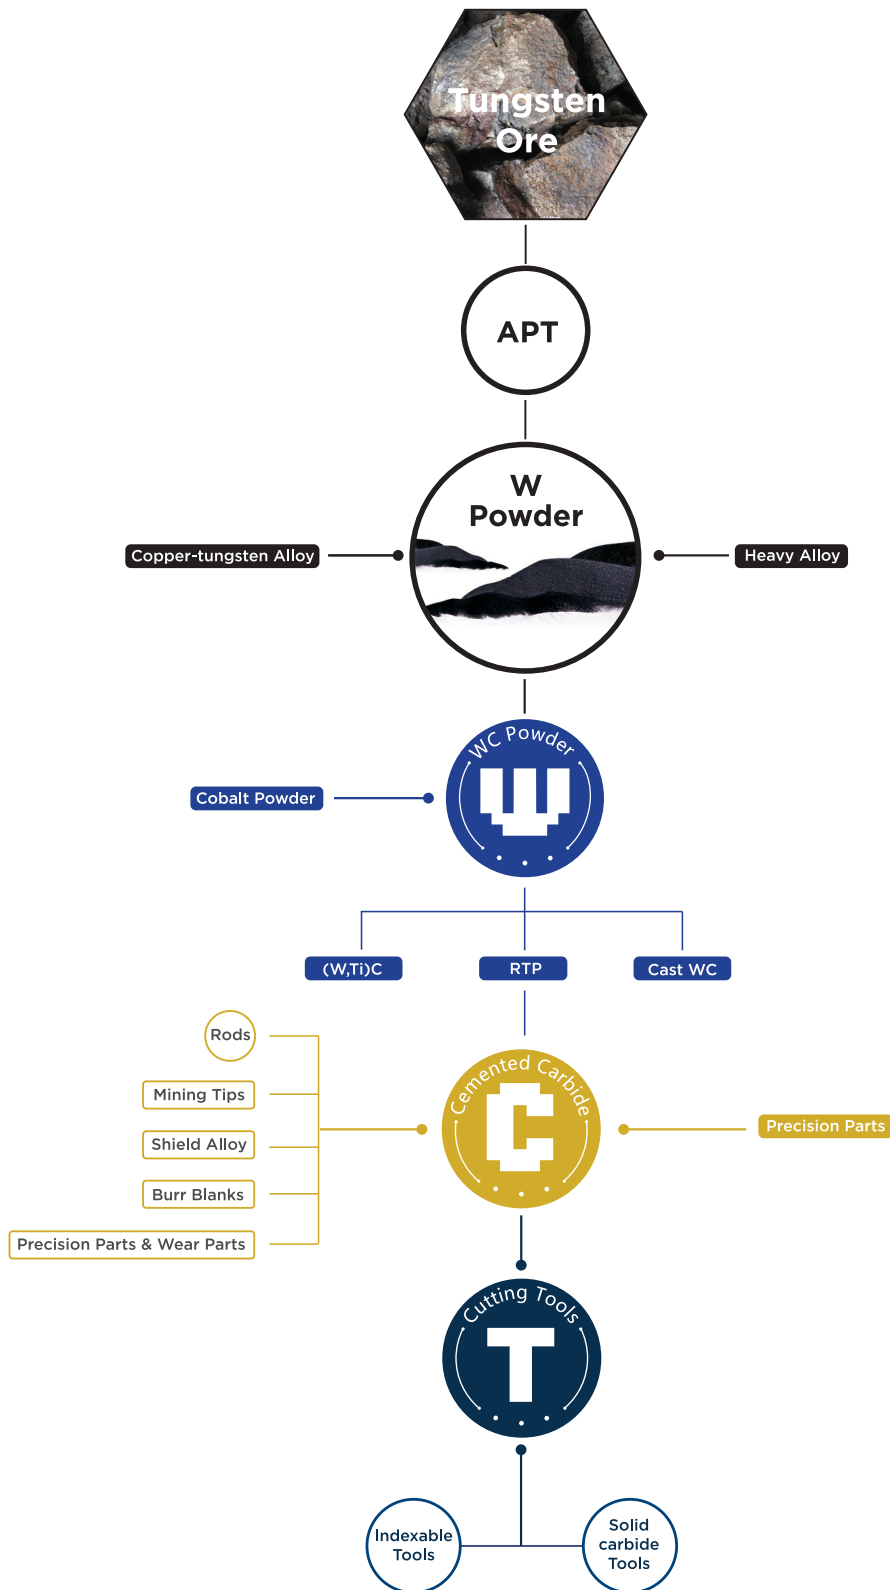 Tungsten
Ore
APT
W
Powder
Copper-tungsten Alloy
Heavy Alloy
WC Powder
W
Cobalt Powder
(W,Ti)C
RTP
Cast WC
Rods
Mining Tips
Shield Alloy
Burr Blanks
Precision Parts & Wear Parts
Cemented Carbide
C
Precision Parts
Cutting Tools
T
Indexable
Tools
Solid
carbide
Tools